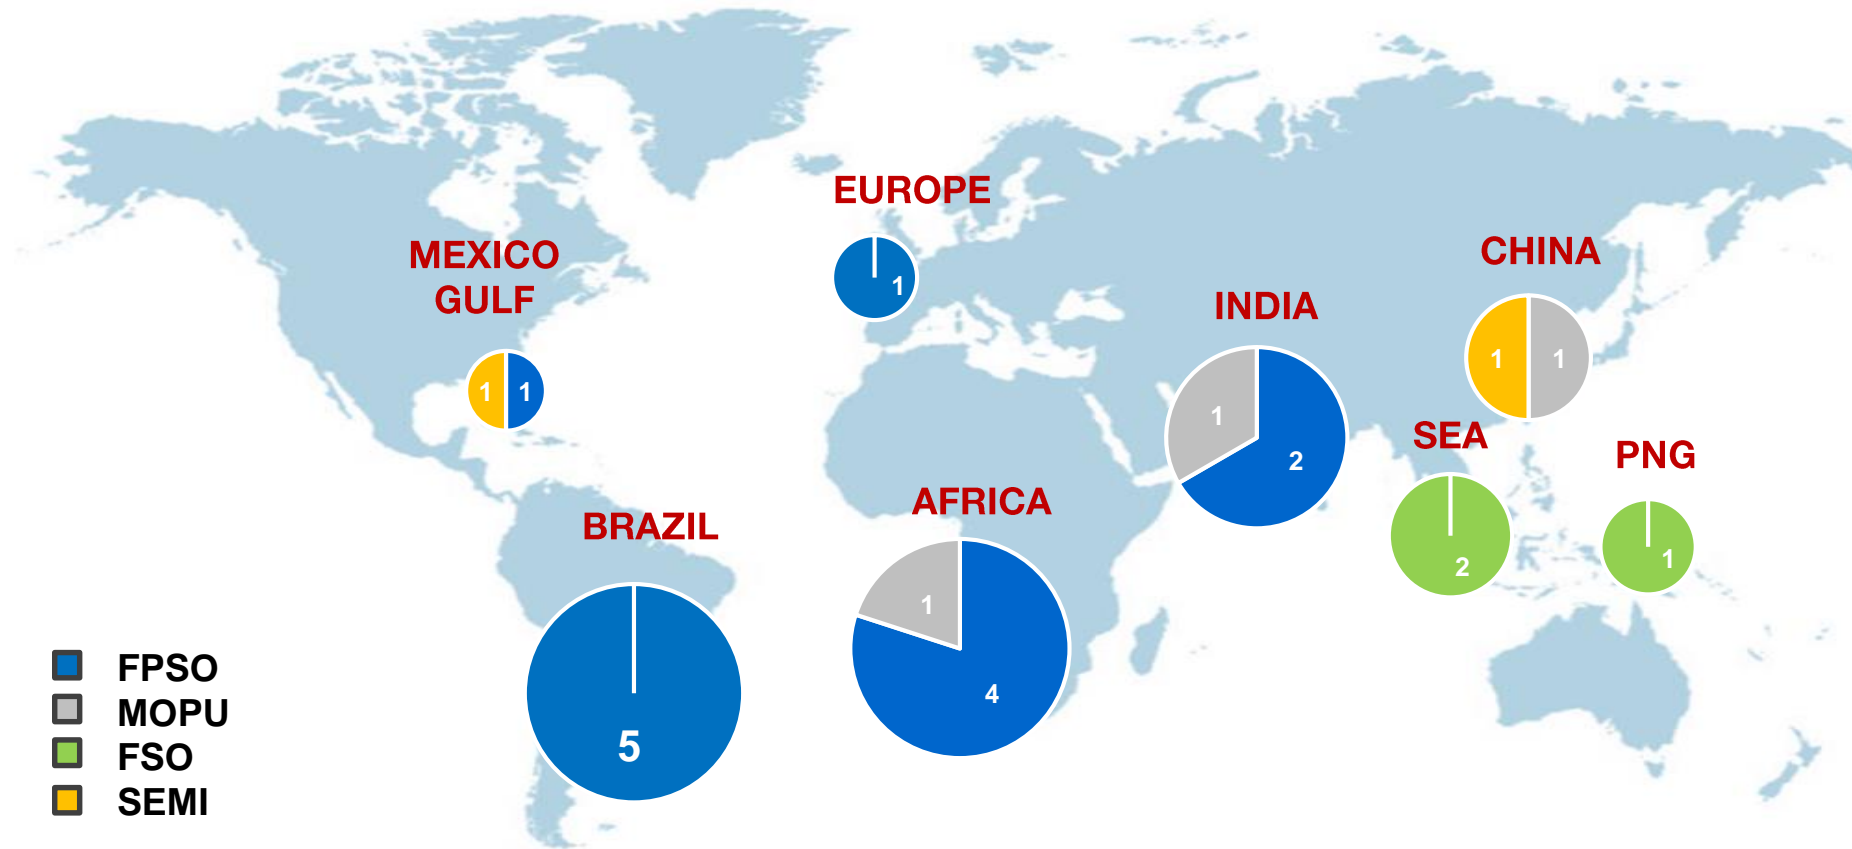 EUROPE
1
MEXICO
GULF
1 1
CHINA
1 1
INDIA
1
2
SEA
2
PNG
1
AFRICA
1
4
BRAZIL
5
FPSO
MOPU
FSO
SEMI